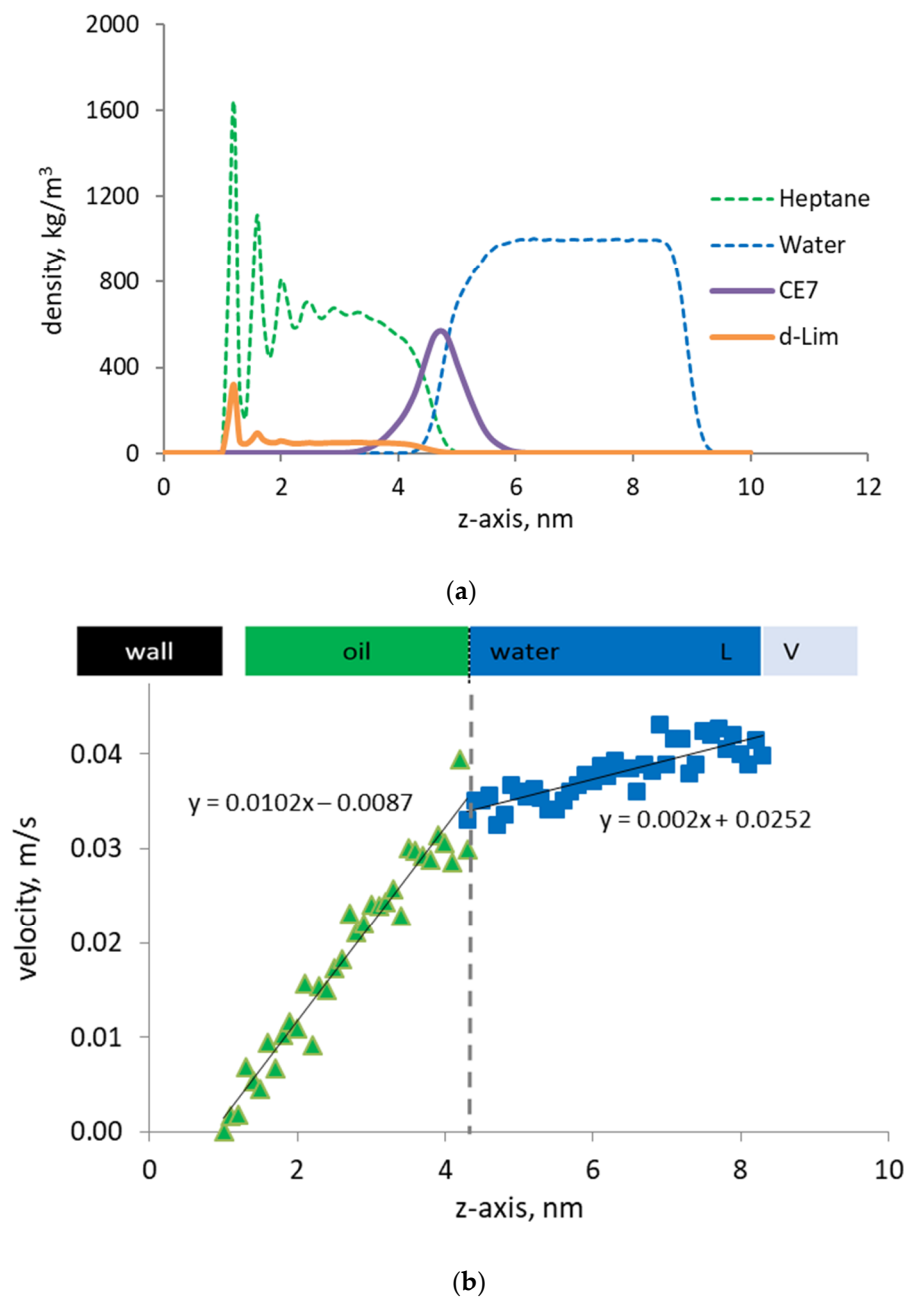 2000
1600
1200
800
400
0
density, kg/m³
0 2 4 6 8 10 12
z-axis, nm
Heptane
Water
CE7
d-Lim
(a)
wall oil water L V
0.04
0.03
0.02
0.01
0.00
velocity, m/s
y = 0.0102x – 0.0087
y = 0.002x + 0.0252
0 2 4 6 8 10
z-axis, nm
(b)